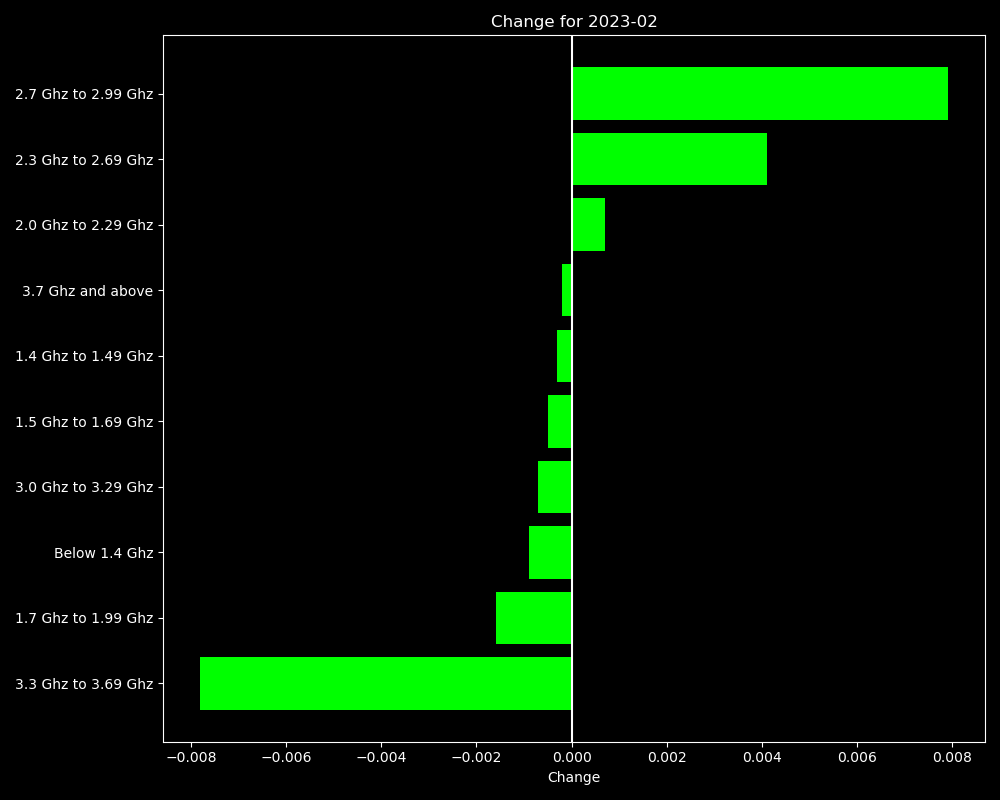 Change for 2023-02
2.7 Ghz to 2.99 Ghz
2.3 Ghz to 2.69 Ghz
2.0 Ghz to 2.29 Ghz
3.7 Ghz and above
1.4 Ghz to 1.49 Ghz
1.5 Ghz to 1.69 Ghz
3.0 Ghz to 3.29 Ghz
Below 1.4 Ghz
1.7 Ghz to 1.99 Ghz
3.3 Ghz to 3.69 Ghz
−0.008 −0.006 −0.004 −0.002 0.000 0.002 0.004 0.006 0.008
Change